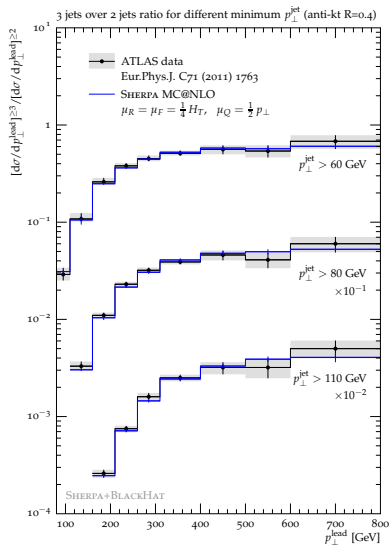 3 jets over 2 jets ratio for different minimum p⊥^jet (anti-kt R=0.4)
[dσ/dp⊥^lead]≥3 / [dσ/dp⊥^lead]≥2
ATLAS data
Eur.Phys.J. C71 (2011) 1763
SHERPA MC@NLO
μR = μF = 1/4 HT, μQ = 1/2 p⊥
1
p⊥^jet > 60 GeV
10^−1
p⊥^jet > 80 GeV
×10^−1
10^−2
p⊥^jet > 110 GeV
×10^−2
10^−3
SHERPA+BLACKHAT
10^−4
100 200 300 400 500 600 700 800
p⊥^lead [GeV]